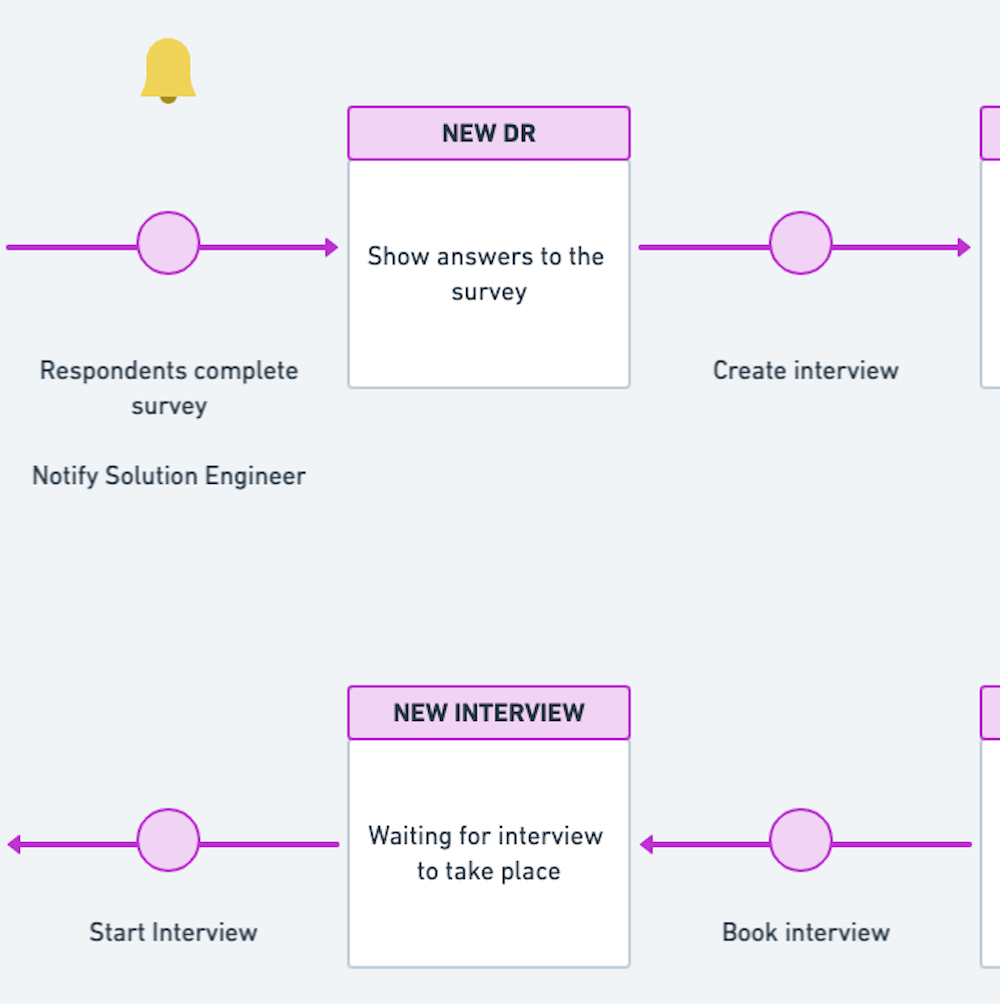 NEW DR
Show answers to the
survey
Respondents complete
survey
Notify Solution Engineer
Create interview
NEW INTERVIEW
Waiting for interview
to take place
Start Interview
Book interview